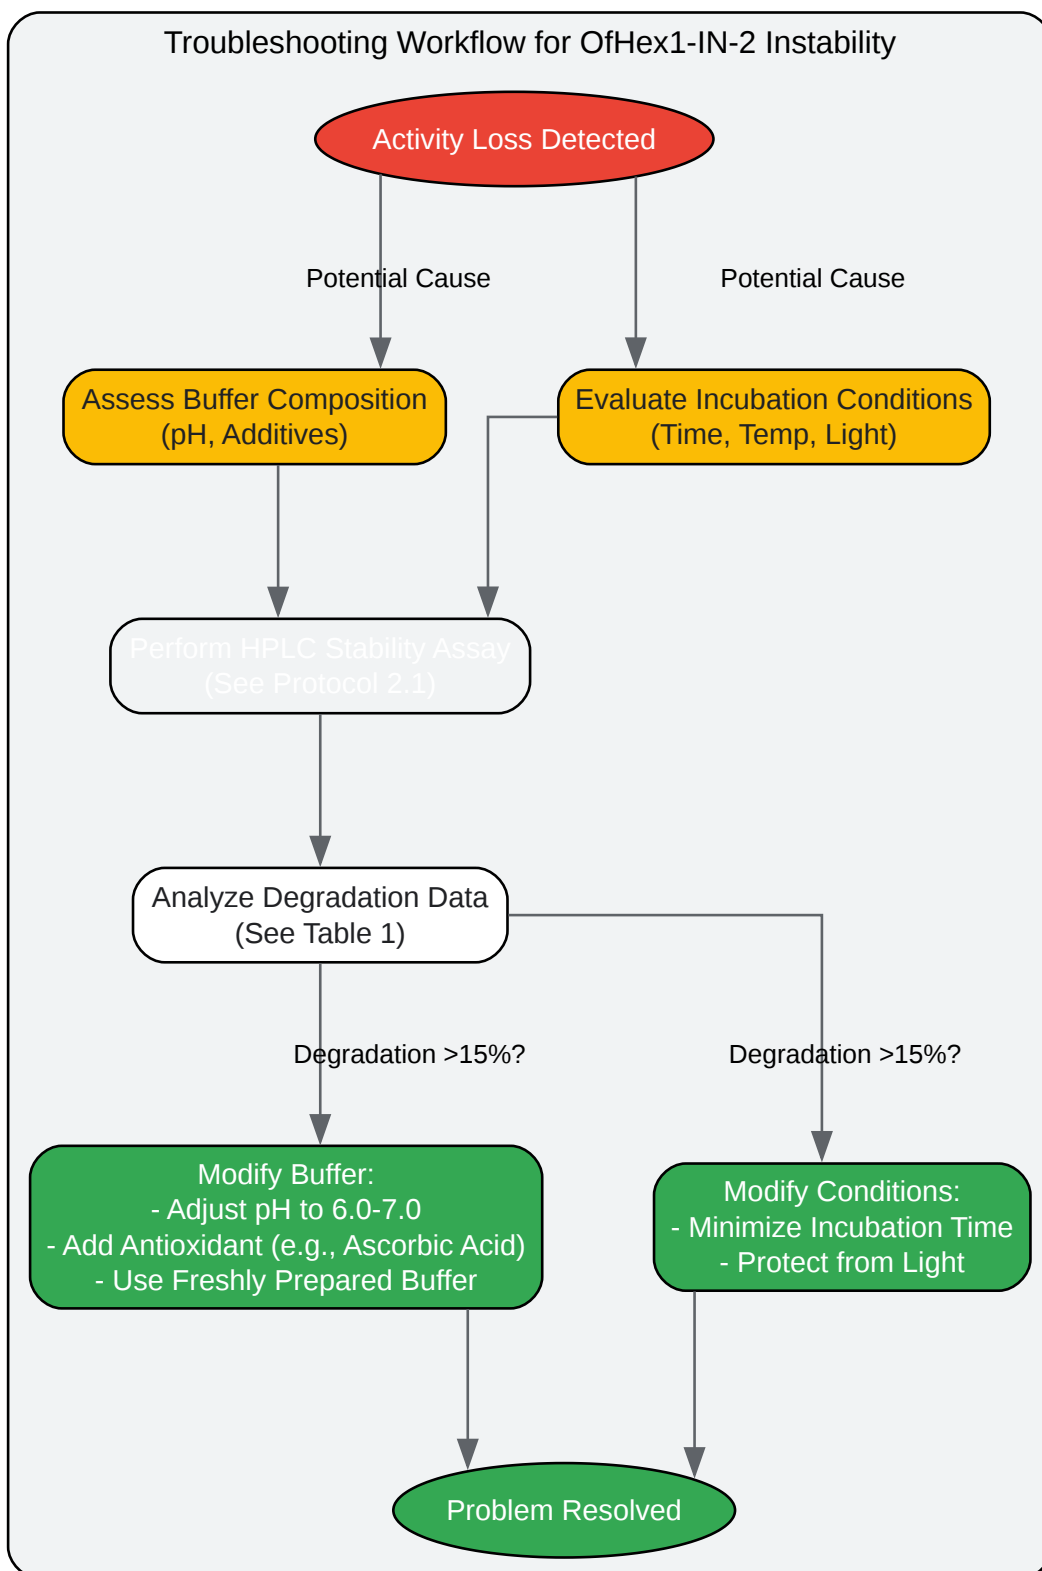 Troubleshooting Workflow for OfHex1-IN-2 Instability
Activity Loss Detected
Potential Cause
Potential Cause
Assess Buffer Composition
(pH, Additives)
Evaluate Incubation Conditions
(Time, Temp, Light)
Perform HPLC Stability Assay
(See Protocol 2.1)
Analyze Degradation Data
(See Table 1)
Degradation >15%?
Degradation >15%?
Modify Buffer:
- Adjust pH to 6.0-7.0
- Add Antioxidant (e.g., Ascorbic Acid)
- Use Freshly Prepared Buffer
Modify Conditions:
- Minimize Incubation Time
- Protect from Light
Problem Resolved